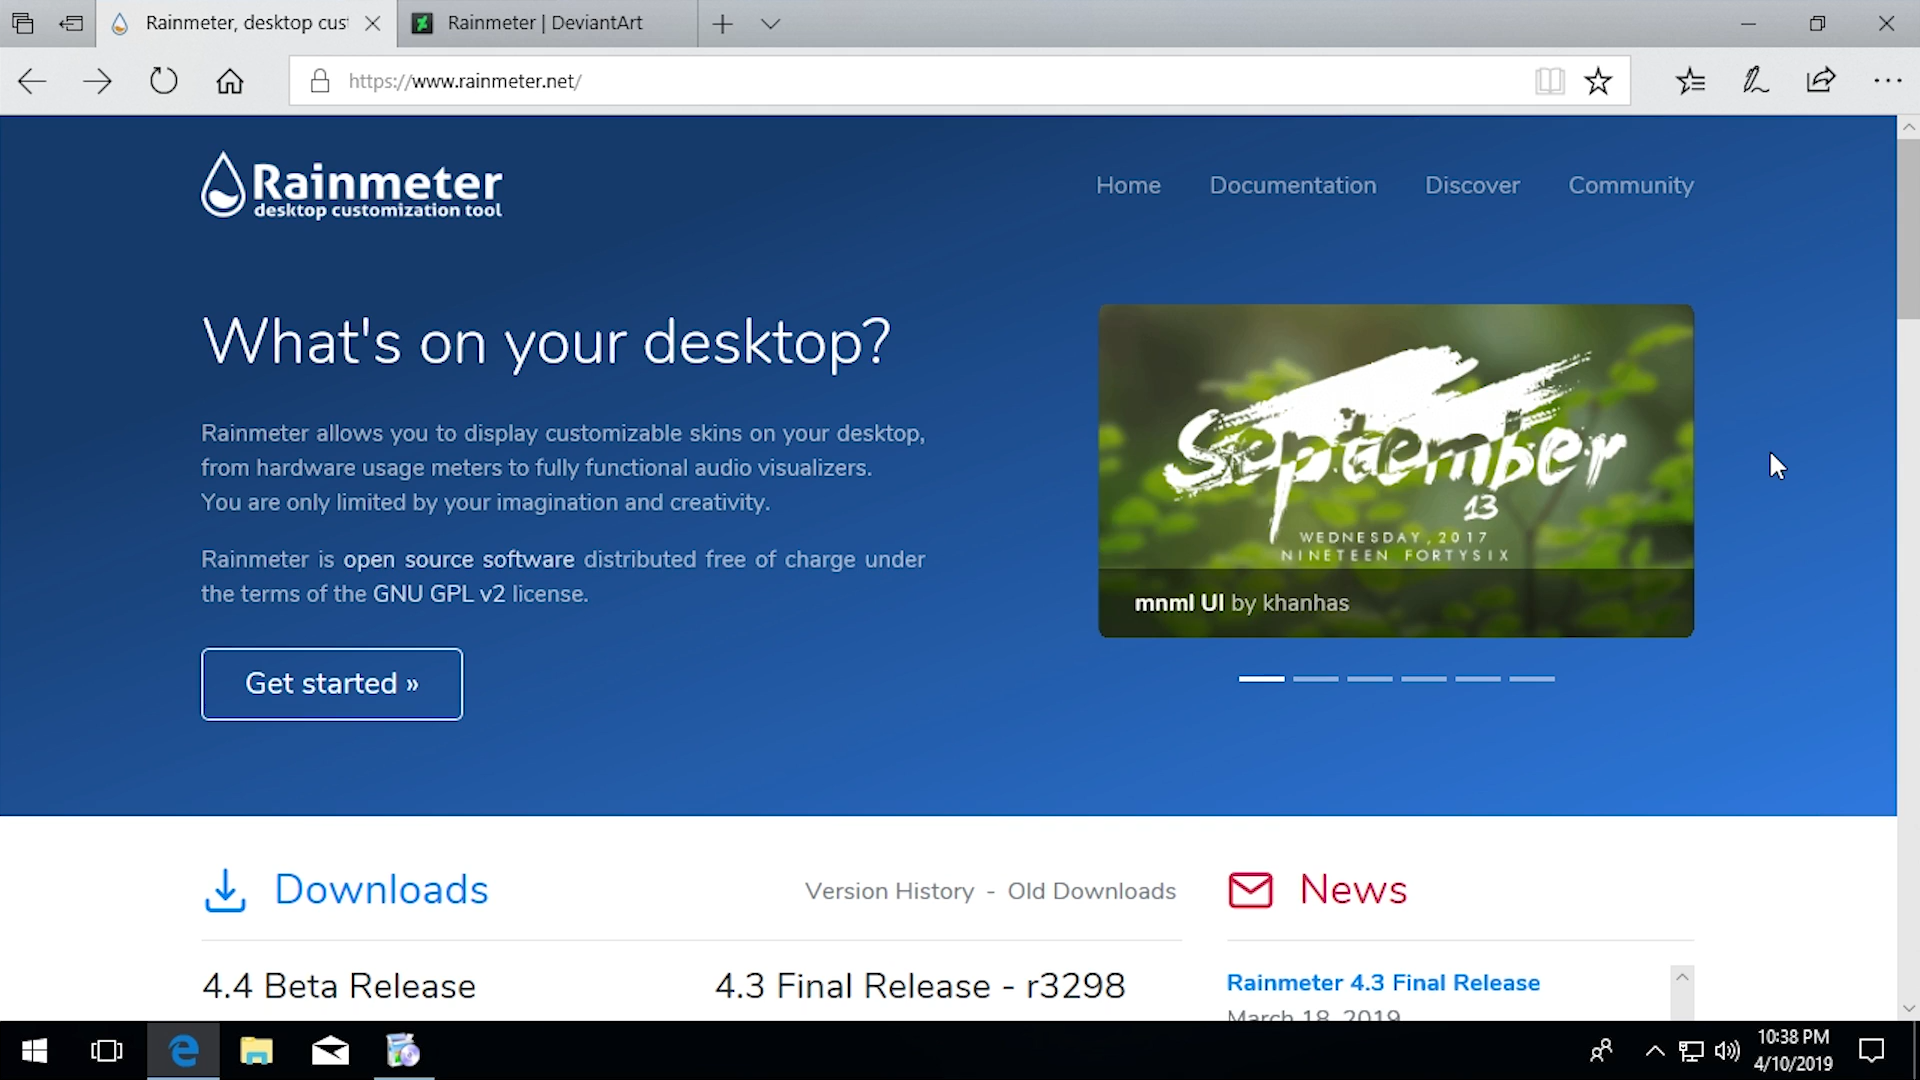 Rainmeter, desktop cus
Rainmeter | DeviantArt
https://www.rainmeter.net/
Rainmeter
desktop customization tool
Home
Documentation
Discover
Community
What's on your desktop?
Rainmeter allows you to display customizable skins on your desktop,
from hardware usage meters to fully functional audio visualizers.
You are only limited by your imagination and creativity.
Rainmeter is open source software distributed free of charge under
the terms of the GNU GPL v2 license.
Get started »
September
13
WEDNESDAY, 2017
NINETEEN FORTYSIX
mnml UI by khanhas
Downloads
Version History - Old Downloads
News
4.4 Beta Release
4.3 Final Release - r3298
Rainmeter 4.3 Final Release
March 18, 2019
10:38 PM
4/10/2019